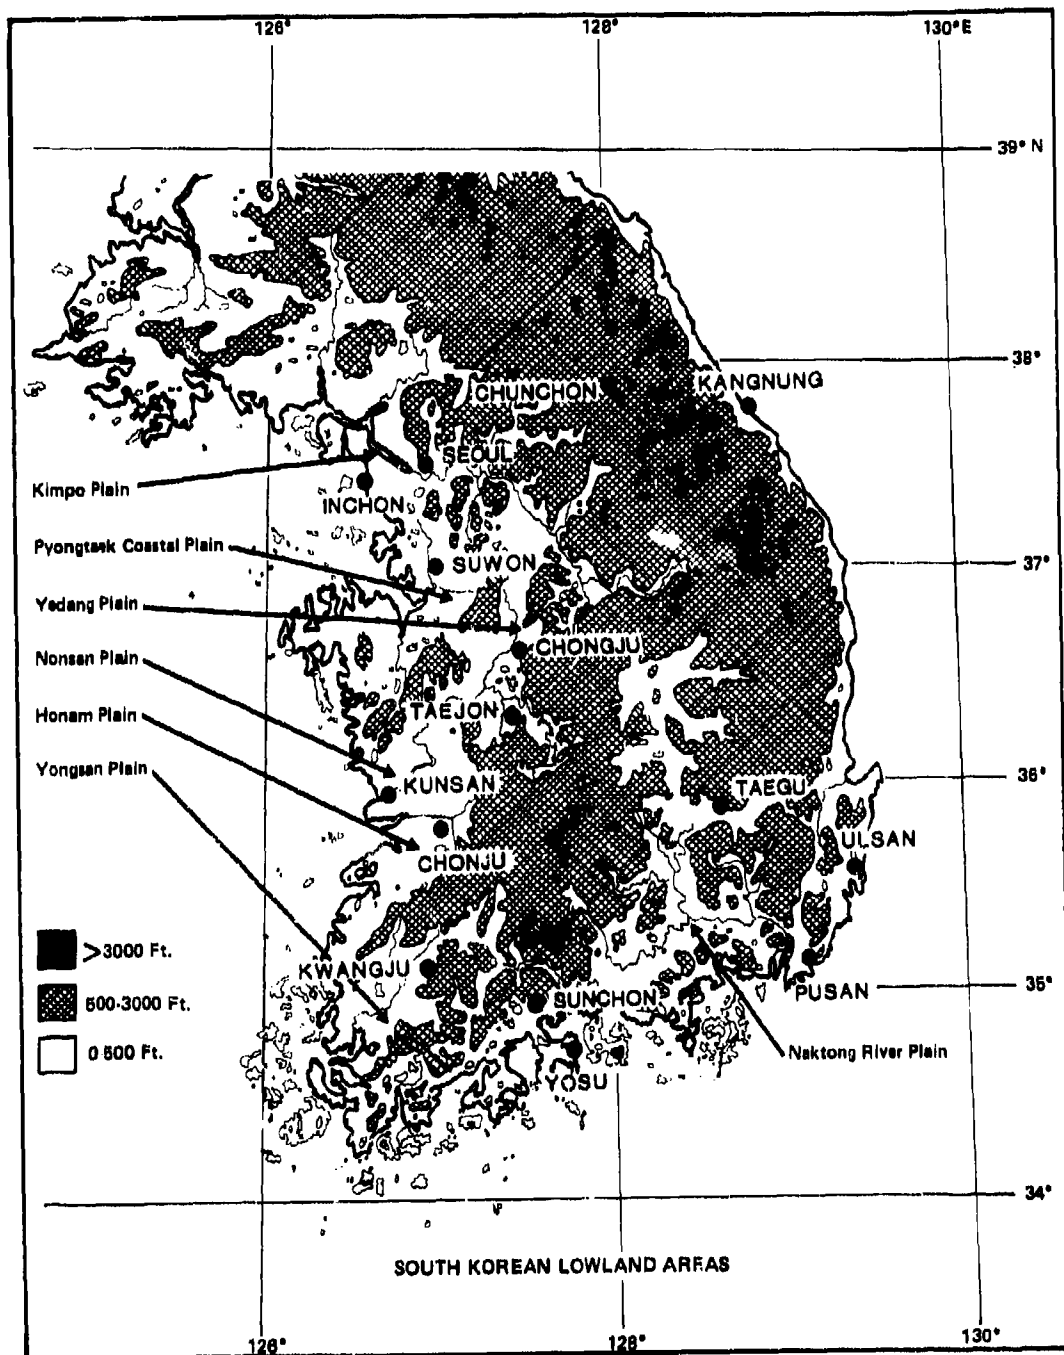 126°
128°
130°E
39° N
38°
KANGNUNG
CHUNCHON
SEOUL
Kimpo Plain
INCHON
Pyongtaek Coastal Plain
SUWON
37°
Yedang Plain
CHONGJU
Nonsan Plain
Honam Plain
TAEJON
Yongsan Plain
KUNSAN
36°
TAEGU
ULSAN
CHONJU
>3000 Ft.
KWANGJU
500-3000 Ft.
SUNCHON
PUSAN
35°
0-500 Ft.
Naktong River Plain
YOSU
34°
SOUTH KOREAN LOWLAND AREAS
126°
128°
130°